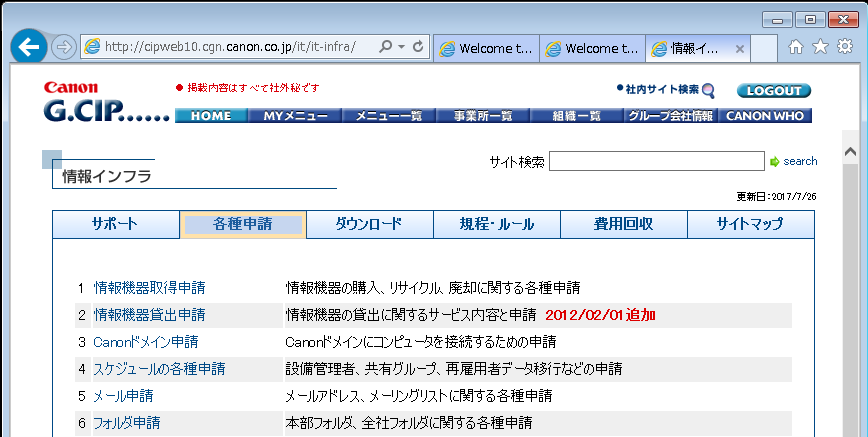 http://cipweb10.cgn.canon.co.jp/it/it-infra/
Welcome t... Welcome t... 情報イ...
Canon
● 掲載内容はすべて社外秘です
●社内サイト検索 LOGOUT
G.CIP......
HOME MYメニュー メニュー一覧 事業所一覧 組織一覧 グループ会社情報 CANON WHO
サイト検索 search
情報インフラ
更新日:2017/7/26
サポート 各種申請 ダウンロード 規程・ルール 費用回収 サイトマップ
1 情報機器取得申請 情報機器の購入、リサイクル、廃却に関する各種申請
2 情報機器貸出申請 情報機器の貸出に関するサービス内容と申請 2012/02/01追加
3 Canonドメイン申請 Canonドメインにコンピュータを接続するための申請
4 スケジュールの各種申請 設備管理者、共有グループ、再雇用者データ移行などの申請
5 メール申請 メールアドレス、メーリングリストに関する各種申請
6 フォルダ申請 本部フォルダ、全社フォルダに関する各種申請